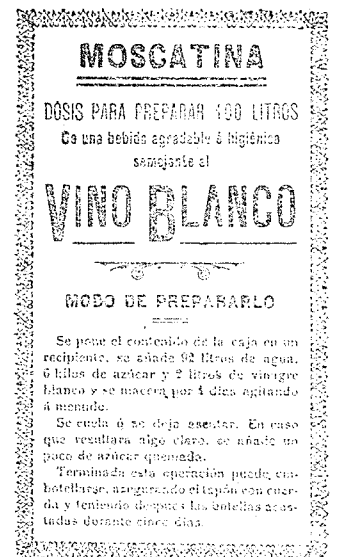 MOSCATINA
DOSIS PARA PREPARAR 100 LITROS
De una bebida agradable é higiénica
semejante al
VINO BLANCO
MODO DE PREPARARLO
Se pone el contenido de la caja en un
recipiente, se añade 92 litros de agua,
6 kilos de azúcar y 2 litros de vinagre
blanco y se macera por 4 dias agitando
á menudo.
Se cuela ó se deja asentar. En caso
que resultara algo claro, se añade un
poco de azúcar quemada.
Terminada esta operación puede em-
botellarse, asegurando el tapón con cuer-
da y teniendo despues las botellas acos-
tadas durante cinco dias.